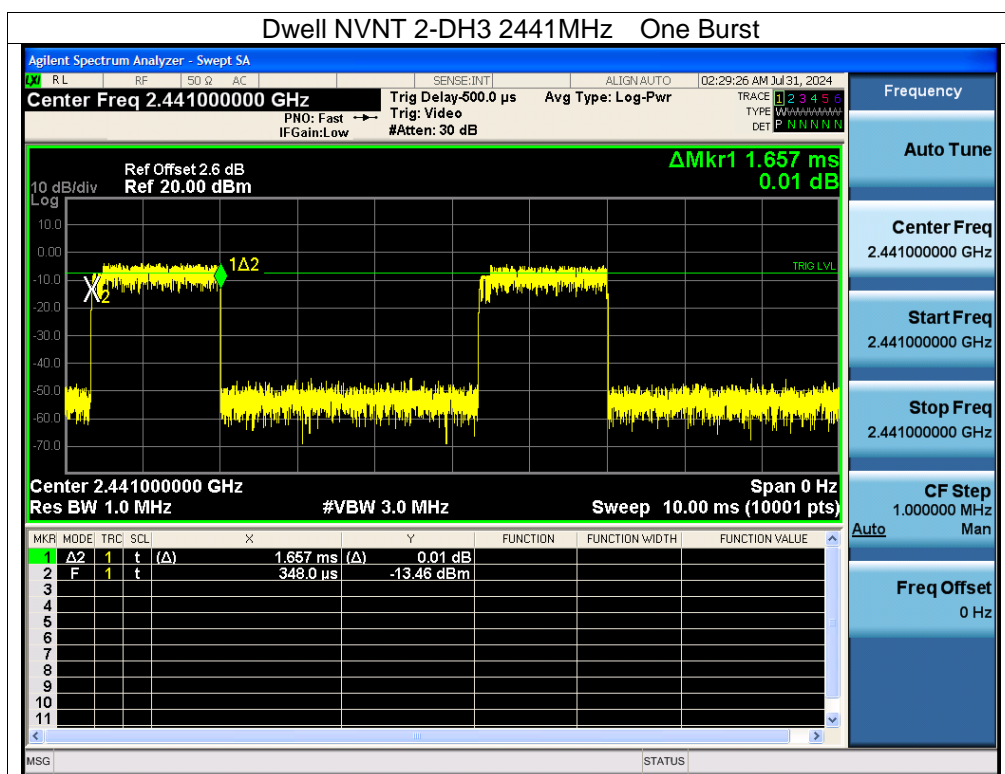 Dwell NVNT 2-DH3 2441MHz One Burst
Agilent Spectrum Analyzer - Swept SA
LXI RL RF 50 Ω AC SENSE:INT ALIGN AUTO 02:29:26 AM Jul 31, 2024
Center Freq 2.441000000 GHz
PNO: Fast
IFGain:Low
Trig Delay-500.0 µs
Trig: Video
#Atten: 30 dB
Avg Type: Log-Pwr
TRACE 1 2 3 4 5 6
TYPE WWWWWW
DET P N N N N N
Frequency
Auto Tune
Center Freq
2.441000000 GHz
Start Freq
2.441000000 GHz
Stop Freq
2.441000000 GHz
CF Step
1.000000 MHz
Auto Man
Freq Offset
0 Hz
ΔMkr1 1.657 ms
0.01 dB
Ref Offset 2.6 dB
10 dB/div Ref 20.00 dBm
Log
10.0
0.00
-10.0
-20.0
-30.0
-40.0
-50.0
-60.0
-70.0
1Δ2
2
TRIG LVL
Center 2.441000000 GHz Span 0 Hz
Res BW 1.0 MHz #VBW 3.0 MHz Sweep 10.00 ms (10001 pts)
MKR MODE TRC SCL X Y FUNCTION FUNCTION WIDTH FUNCTION VALUE
1 Δ2 1 t (Δ) 1.657 ms (Δ) 0.01 dB
2 F 1 t 348.0 µs -13.46 dBm
3
4
5
6
7
8
9
10
11
MSG STATUS